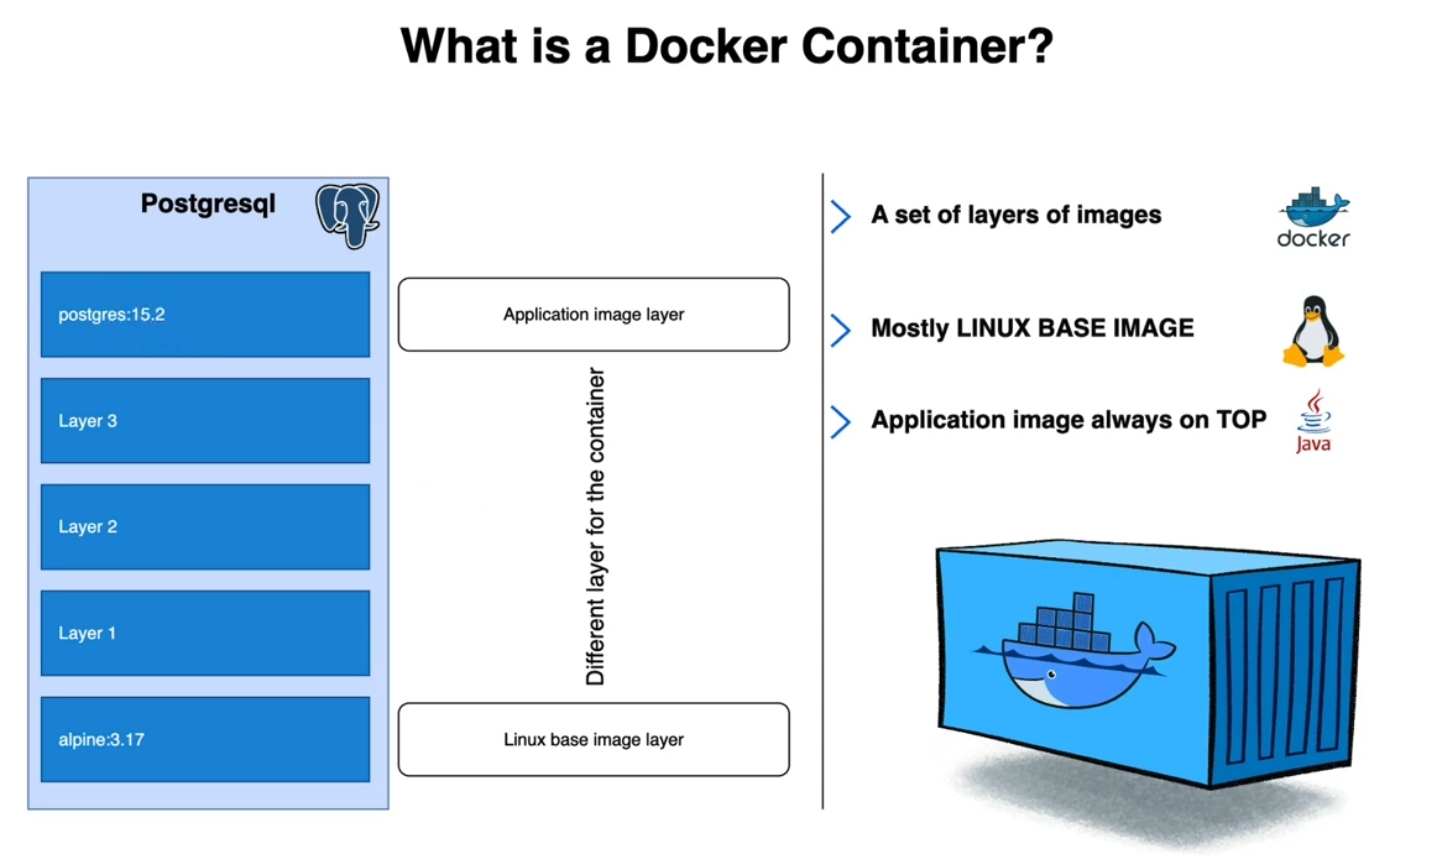 What is a Docker Container?
Postgresql
postgres:15.2
Layer 3
Layer 2
Layer 1
alpine:3.17
Application image layer
Different layer for the container
Linux base image layer
A set of layers of images
docker
Mostly LINUX BASE IMAGE
Application image always on TOP
Java